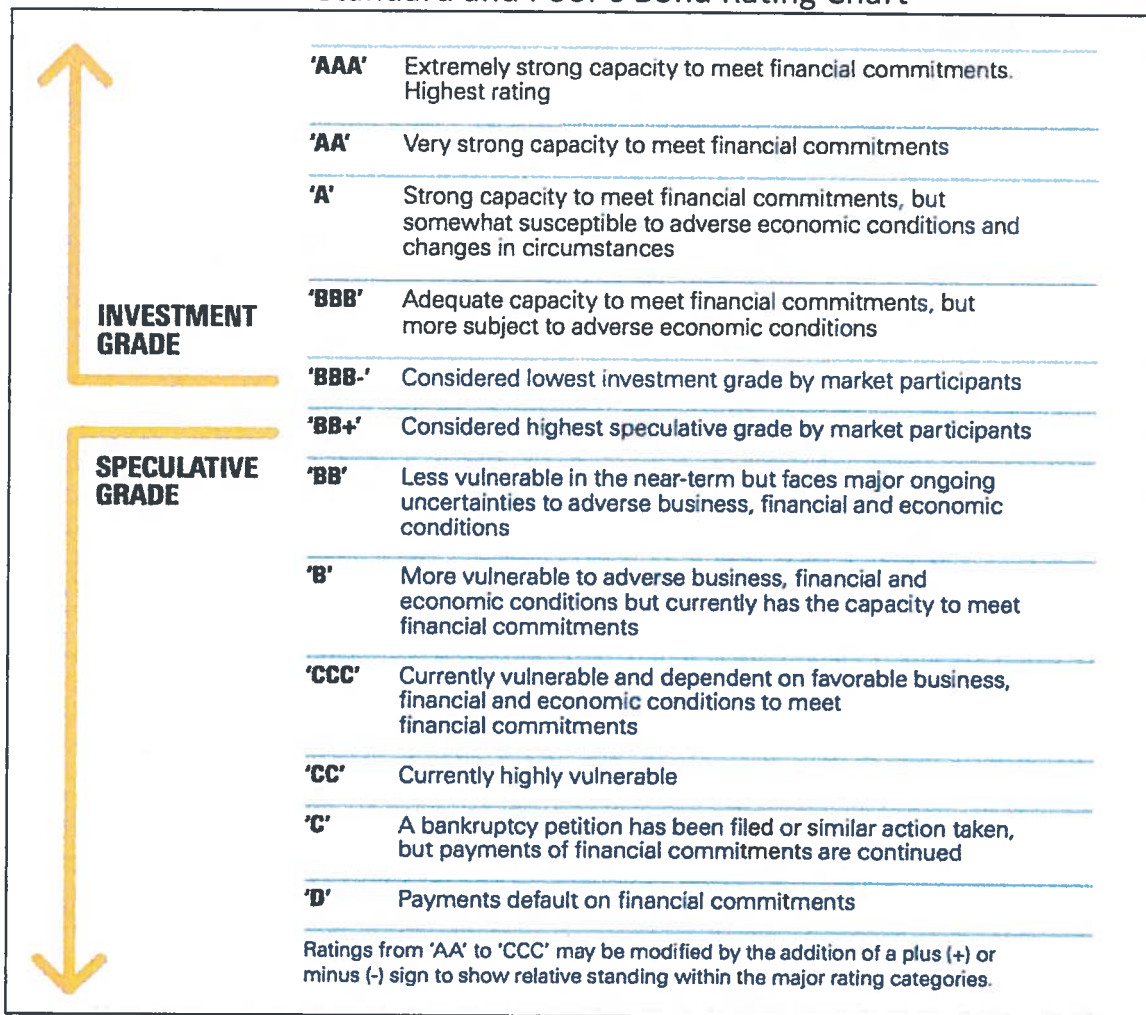 'AAA' Extremely strong capacity to meet financial commitments.
Highest rating
'AA' Very strong capacity to meet financial commitments
'A' Strong capacity to meet financial commitments, but
somewhat susceptible to adverse economic conditions and
changes in circumstances
INVESTMENT
GRADE
'BBB' Adequate capacity to meet financial commitments, but
more subject to adverse economic conditions
'BBB-' Considered lowest investment grade by market participants
'BB+' Considered highest speculative grade by market participants
SPECULATIVE
GRADE
'BB' Less vulnerable in the near-term but faces major ongoing
uncertainties to adverse business, financial and economic
conditions
'B' More vulnerable to adverse business, financial and
economic conditions but currently has the capacity to meet
financial commitments
'CCC' Currently vulnerable and dependent on favorable business,
financial and economic conditions to meet
financial commitments
'CC' Currently highly vulnerable
'C' A bankruptcy petition has been filed or similar action taken,
but payments of financial commitments are continued
'D' Payments default on financial commitments
Ratings from 'AA' to 'CCC' may be modified by the addition of a plus (+) or
minus (-) sign to show relative standing within the major rating categories.